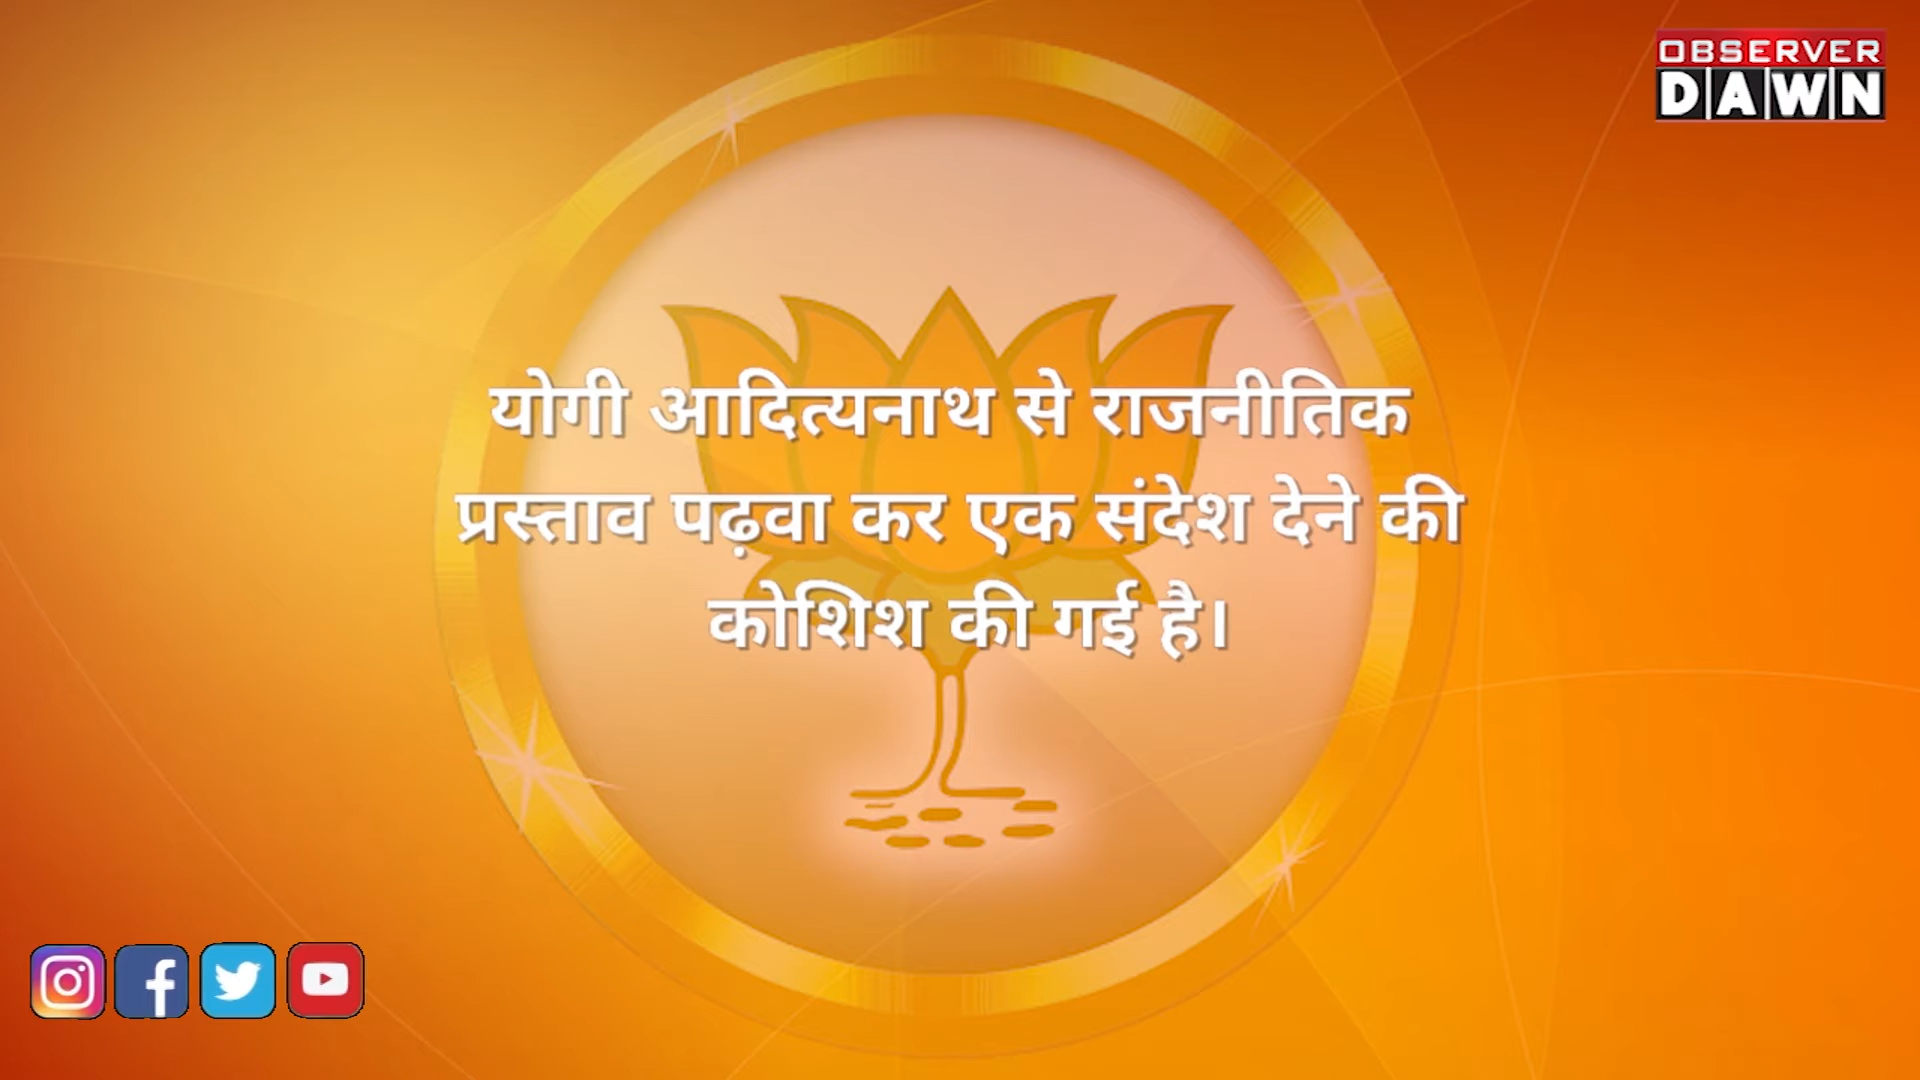 OBSERVER
DAWN
योगी आदित्यनाथ से राजनीतिक
प्रस्ताव पढ़वा कर एक संदेश देने की
कोशिश की गई है।